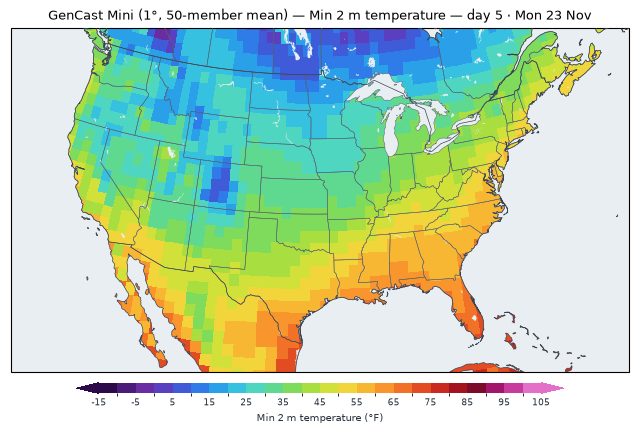 GenCast Mini (1°, 50-member mean) — Min 2 m temperature — day 5 · Mon 23 Nov
-15 -5 5 15 25 35 45 55 65 75 85 95 105
Min 2 m temperature (°F)